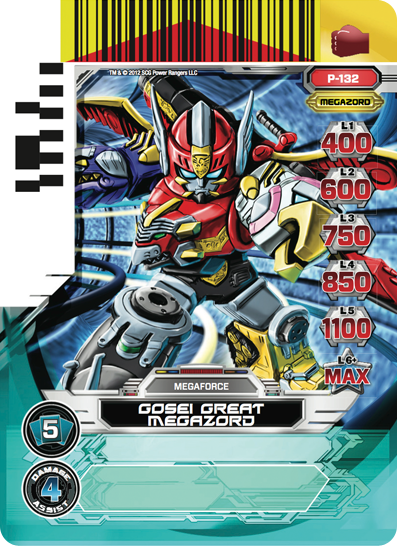 TM & © 2012 SCG Power Rangers LLC
P-132
MEGAZORD
L1
400
L2
600
L3
750
L4
850
L5
1100
L6+
MAX
MEGAFORCE
GOSEI GREAT
MEGAZORD
5
DAMAGE
4
ASSIST